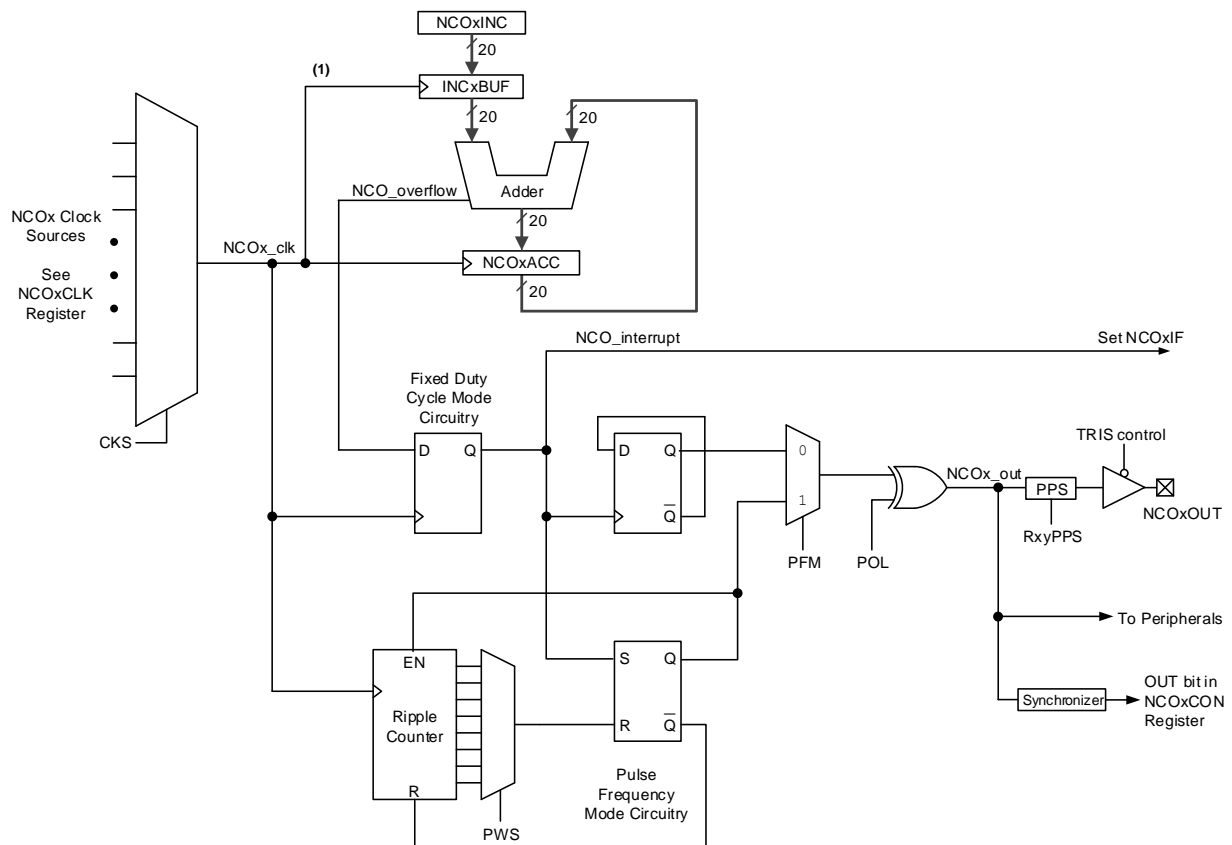 NCOxINC
20
(1)
INCxBUF
20
20
NCO_overflow
Adder
20
NCOx Clock
Sources
See
NCOxCLK
Register
NCOx_clk
NCOxACC
20
NCO_interrupt
Set NCOxIF
Fixed Duty
Cycle Mode
Circuitry
CKS
D
Q
D
Q
Q
0
1
PFM
POL
NCOx_out
TRIS control
PPS
RxyPPS
NCOxOUT
To Peripherals
EN
Ripple
Counter
R
PWS
S
Q
R
Q
Pulse
Frequency
Mode Circuitry
Synchronizer
OUT bit in
NCOxCON
Register